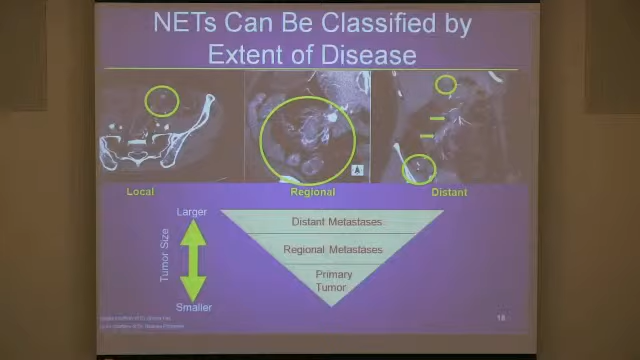 NETs Can Be Classified by
Extent of Disease
A
Local
Regional
Distant
Larger
Tumor Size
Smaller
Distant Metastases
Regional Metastases
Primary
Tumor
18